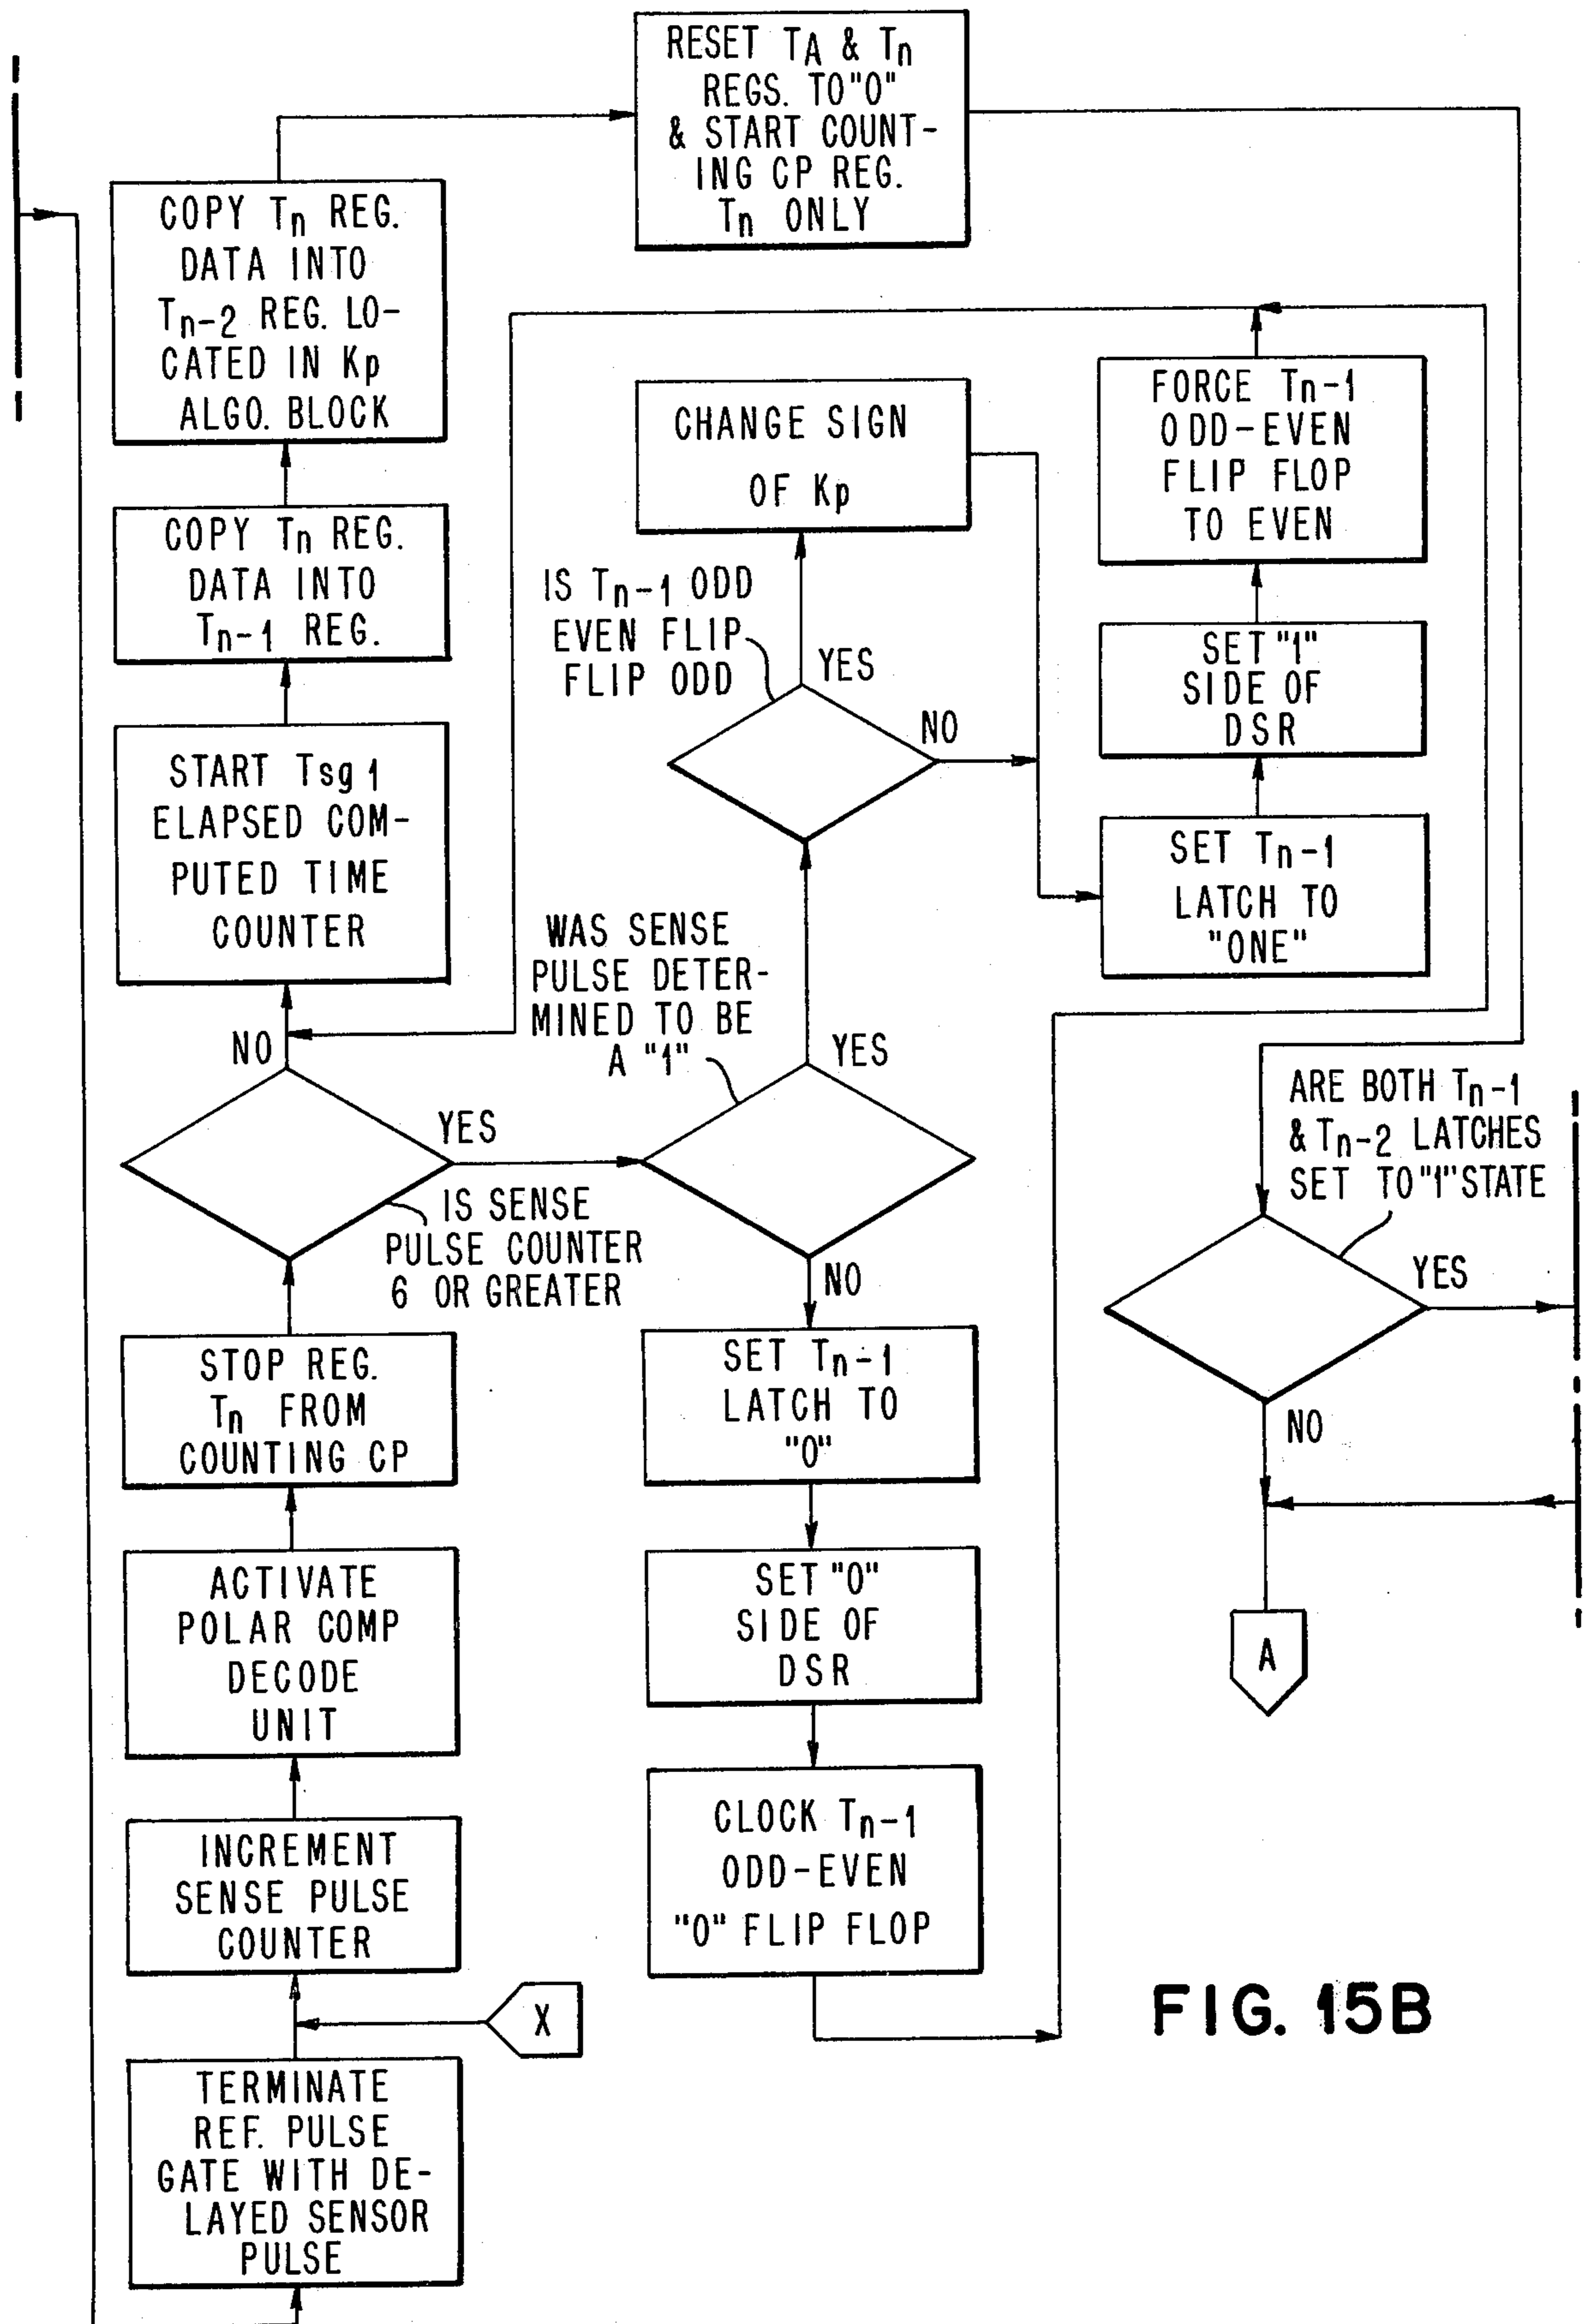 RESET TA & Tn
REGS. TO "0"
& START COUNT-
ING CP REG.
Tn ONLY
COPY Tn REG.
DATA INTO
Tn-2 REG. LO-
CATED IN Kp
ALGO. BLOCK
COPY Tn REG.
DATA INTO
Tn-1 REG.
START Tsg1
ELAPSED COM-
PUTED TIME
COUNTER
NO
YES
IS SENSE
PULSE COUNTER
6 OR GREATER
STOP REG.
Tn FROM
COUNTING CP
ACTIVATE
POLAR COMP
DECODE
UNIT
INCREMENT
SENSE PULSE
COUNTER
X
TERMINATE
REF. PULSE
GATE WITH DE-
LAYED SENSOR
PULSE
CHANGE SIGN
OF Kp
IS Tn-1 ODD
EVEN FLIP
FLIP ODD
YES
NO
WAS SENSE
PULSE DETER-
MINED TO BE
A "1"
YES
NO
SET Tn-1
LATCH TO
"0"
SET "0"
SIDE OF
DSR
CLOCK Tn-1
ODD-EVEN
"0" FLIP FLOP
FORCE Tn-1
ODD-EVEN
FLIP FLOP
TO EVEN
SET "1"
SIDE OF
DSR
SET Tn-1
LATCH TO
"ONE"
ARE BOTH Tn-1
& Tn-2 LATCHES
SET TO "1" STATE
YES
NO
A
FIG. 15B